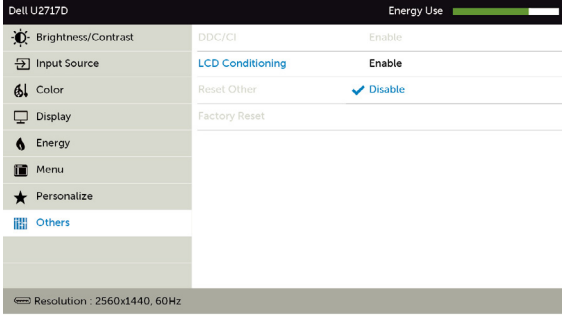 Dell U2717D Energy Use
Brightness/Contrast DDC/CI Enable
Input Source LCD Conditioning Enable
Color Reset Other Disable
Display Factory Reset
Energy
Menu
Personalize
Others
Resolution : 2560x1440, 60Hz